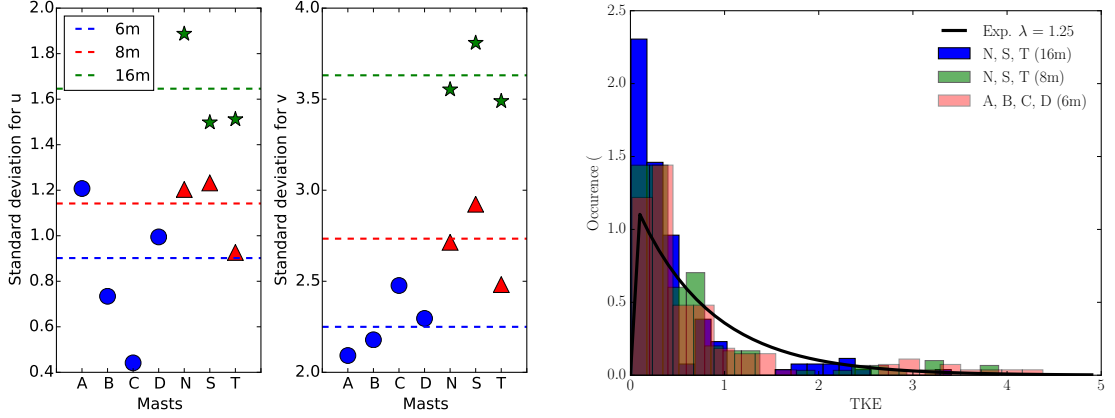 Standard deviation for u
2.0
1.8
1.6
1.4
1.2
1.0
0.8
0.6
0.4
6m
8m
16m
A B C D N S T
Masts
Standard deviation for v
4.0
3.5
3.0
2.5
2.0
A B C D N S T
Masts
Occurence (
2.5
2.0
1.5
1.0
0.5
0.0
Exp. λ = 1.25
N, S, T (16m)
N, S, T (8m)
A, B, C, D (6m)
0 1 2 3 4 5
TKE